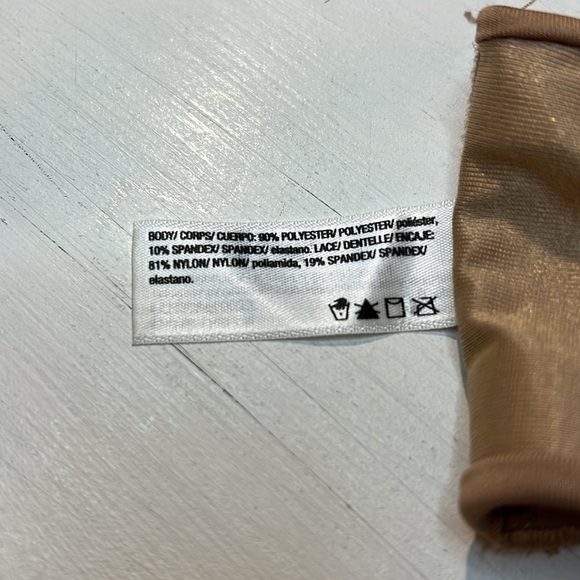 BODY/ CORPS/ CUERPO: 90% POLYESTER/ POLYESTER/ poliéster,
10% SPANDEX/ SPANDEX/ elastano. LACE/ DENTELLE/ ENCAJE:
81% NYLON/ NYLON/ poliamida, 19% SPANDEX/ SPANDEX/
elastano.